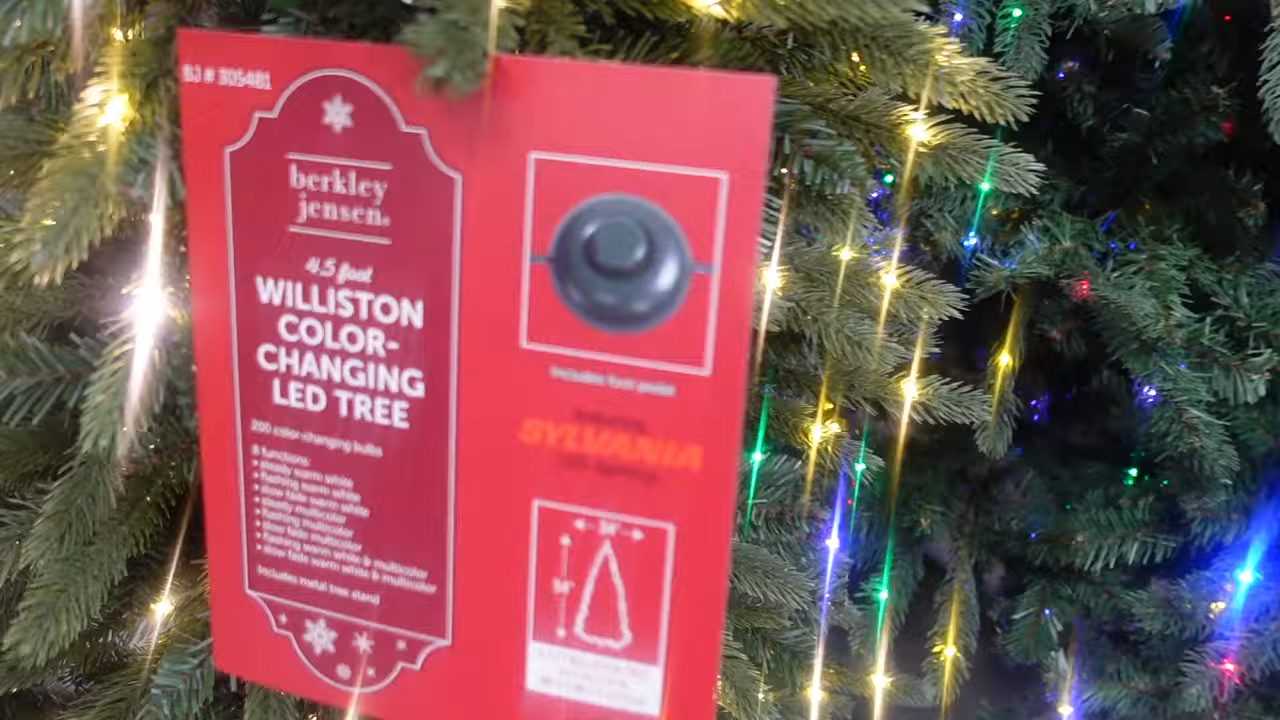 BJ # 305481
berkley
jensen®
4.5 foot
WILLISTON
COLOR-
CHANGING
LED TREE
200 color-changing bulbs
8 functions:
• steady warm white
• flashing warm white
• slow fade warm white
• steady multicolor
• flashing multicolor
• slow fade multicolor
• flashing warm white & multicolor
• slow fade warm white & multicolor
Includes metal tree stand
Includes foot pedal
SYLVANIA
54"